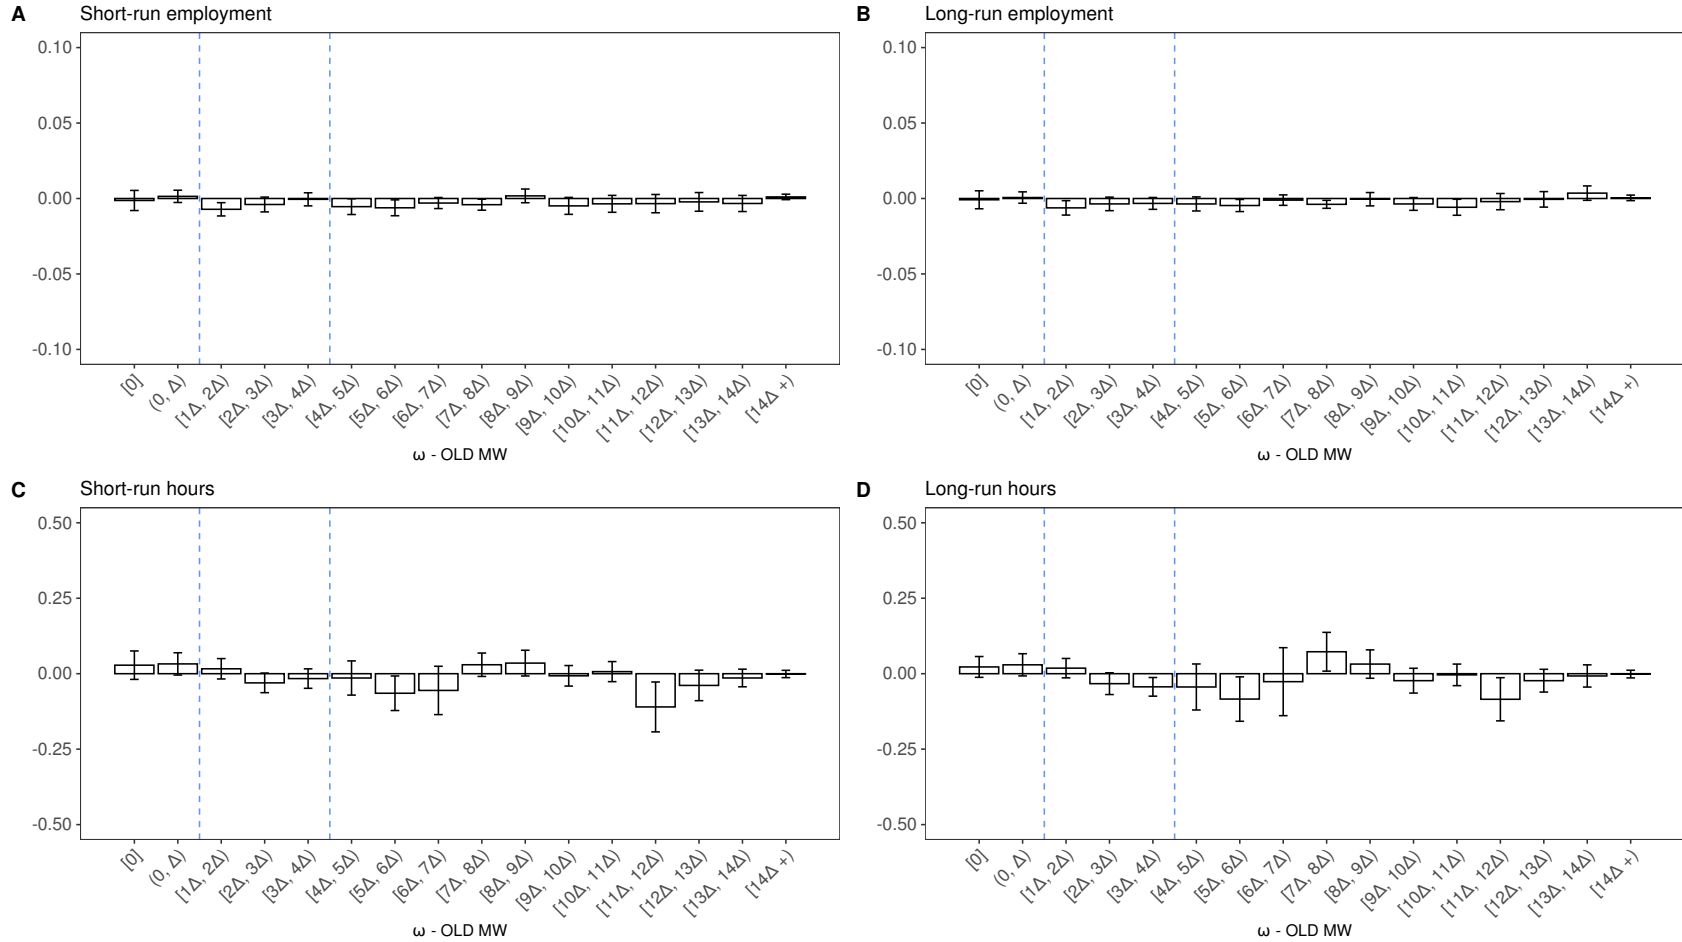 A Short-run employment
0.10
0.05
0.00
-0.05
-0.10
[0]
(0, Δ)
[1Δ, 2Δ)
[2Δ, 3Δ)
[3Δ, 4Δ)
[4Δ, 5Δ)
[5Δ, 6Δ)
[6Δ, 7Δ)
[7Δ, 8Δ)
[8Δ, 9Δ)
[9Δ, 10Δ)
[10Δ, 11Δ)
[11Δ, 12Δ)
[12Δ, 13Δ)
[13Δ, 14Δ)
[14Δ +)
ω - OLD MW
B Long-run employment
0.10
0.05
0.00
-0.05
-0.10
[0]
(0, Δ)
[1Δ, 2Δ)
[2Δ, 3Δ)
[3Δ, 4Δ)
[4Δ, 5Δ)
[5Δ, 6Δ)
[6Δ, 7Δ)
[7Δ, 8Δ)
[8Δ, 9Δ)
[9Δ, 10Δ)
[10Δ, 11Δ)
[11Δ, 12Δ)
[12Δ, 13Δ)
[13Δ, 14Δ)
[14Δ +)
ω - OLD MW
C Short-run hours
0.50
0.25
0.00
-0.25
-0.50
[0]
(0, Δ)
[1Δ, 2Δ)
[2Δ, 3Δ)
[3Δ, 4Δ)
[4Δ, 5Δ)
[5Δ, 6Δ)
[6Δ, 7Δ)
[7Δ, 8Δ)
[8Δ, 9Δ)
[9Δ, 10Δ)
[10Δ, 11Δ)
[11Δ, 12Δ)
[12Δ, 13Δ)
[13Δ, 14Δ)
[14Δ +)
ω - OLD MW
D Long-run hours
0.50
0.25
0.00
-0.25
-0.50
[0]
(0, Δ)
[1Δ, 2Δ)
[2Δ, 3Δ)
[3Δ, 4Δ)
[4Δ, 5Δ)
[5Δ, 6Δ)
[6Δ, 7Δ)
[7Δ, 8Δ)
[8Δ, 9Δ)
[9Δ, 10Δ)
[10Δ, 11Δ)
[11Δ, 12Δ)
[12Δ, 13Δ)
[13Δ, 14Δ)
[14Δ +)
ω - OLD MW